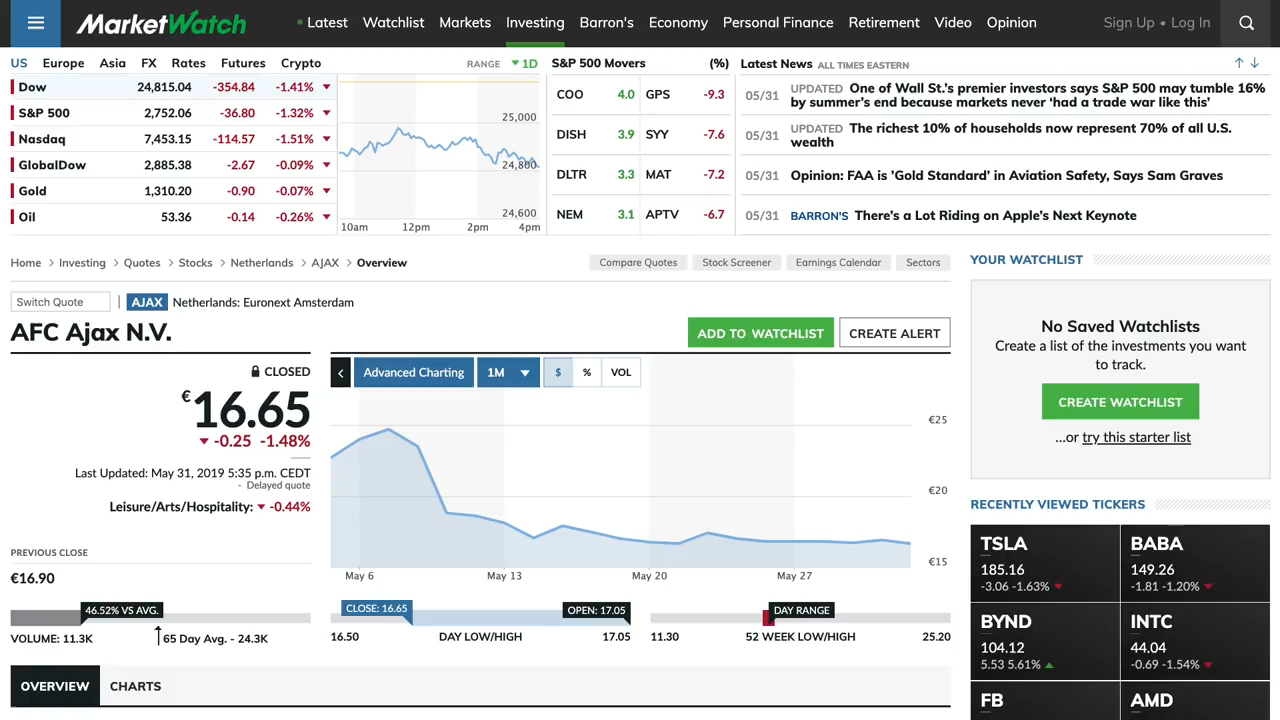 MarketWatch
Latest Watchlist Markets Investing Barron's Economy Personal Finance Retirement Video Opinion
Sign Up • Log In
US Europe Asia FX Rates Futures Crypto
RANGE 1D
Dow 24,815.04 -354.84 -1.41%
S&P 500 2,752.06 -36.80 -1.32%
Nasdaq 7,453.15 -114.57 -1.51%
GlobalDow 2,885.38 -2.67 -0.09%
Gold 1,310.20 -0.90 -0.07%
Oil 53.36 -0.14 -0.26%
25,000
24,800
24,600
10am 12pm 2pm 4pm
S&P 500 Movers (%)
COO 4.0 GPS -9.3
DISH 3.9 SYY -7.6
DLTR 3.3 MAT -7.2
NEM 3.1 APTV -6.7
Latest News ALL TIMES EASTERN
05/31 UPDATED One of Wall St.'s premier investors says S&P 500 may tumble 16%
by summer's end because markets never 'had a trade war like this'
05/31 UPDATED The richest 10% of households now represent 70% of all U.S.
wealth
05/31 Opinion: FAA is 'Gold Standard' in Aviation Safety, Says Sam Graves
05/31 BARRON'S There's a Lot Riding on Apple's Next Keynote
Home > Investing > Quotes > Stocks > Netherlands > AJAX > Overview
Compare Quotes Stock Screener Earnings Calendar Sectors
Switch Quote | AJAX Netherlands: Euronext Amsterdam
AFC Ajax N.V.
ADD TO WATCHLIST CREATE ALERT
CLOSED
€16.65
-0.25 -1.48%
Last Updated: May 31, 2019 5:35 p.m. CEDT
- Delayed quote
Leisure/Arts/Hospitality: -0.44%
PREVIOUS CLOSE
€16.90
Advanced Charting 1M $ % VOL
€25
€20
€15
May 6 May 13 May 20 May 27
46.52% VS AVG.
VOLUME: 11.3K 65 Day Avg. - 24.3K
CLOSE: 16.65 OPEN: 17.05
16.50 DAY LOW/HIGH 17.05
DAY RANGE
11.30 52 WEEK LOW/HIGH 25.20
OVERVIEW CHARTS
YOUR WATCHLIST
No Saved Watchlists
Create a list of the investments you want
to track.
CREATE WATCHLIST
...or try this starter list
RECENTLY VIEWED TICKERS
TSLA
185.16
-3.06 -1.63%
BABA
149.26
-1.81 -1.20%
BYND
104.12
5.53 5.61%
INTC
44.04
-0.69 -1.54%
FB
AMD